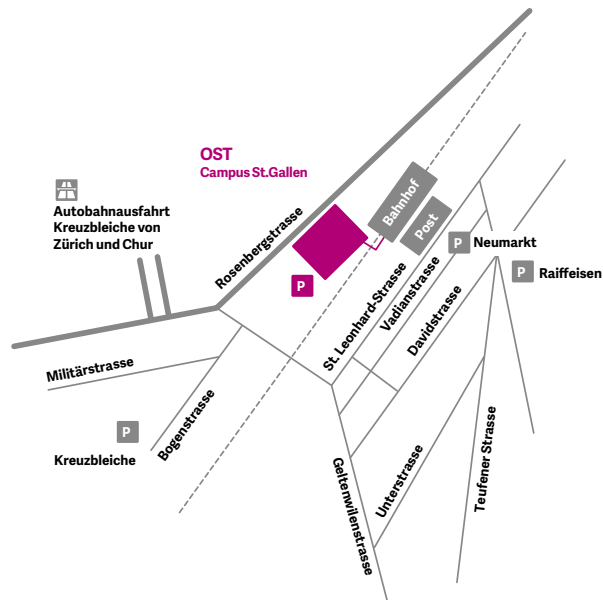 OST
Campus St.Gallen
Autobahnausfahrt
Kreuzbleiche von
Zürich und Chur
Rosenbergstrasse
Bahnhof
Post
P
Neumarkt
P
Raiffeisen
P
St. Leonhard-Strasse
Vadianstrasse
Davidstrasse
Militärstrasse
P
Kreuzbleiche
Bogenstrasse
Geltenwilenstrasse
Unterstrasse
Teufener Strasse